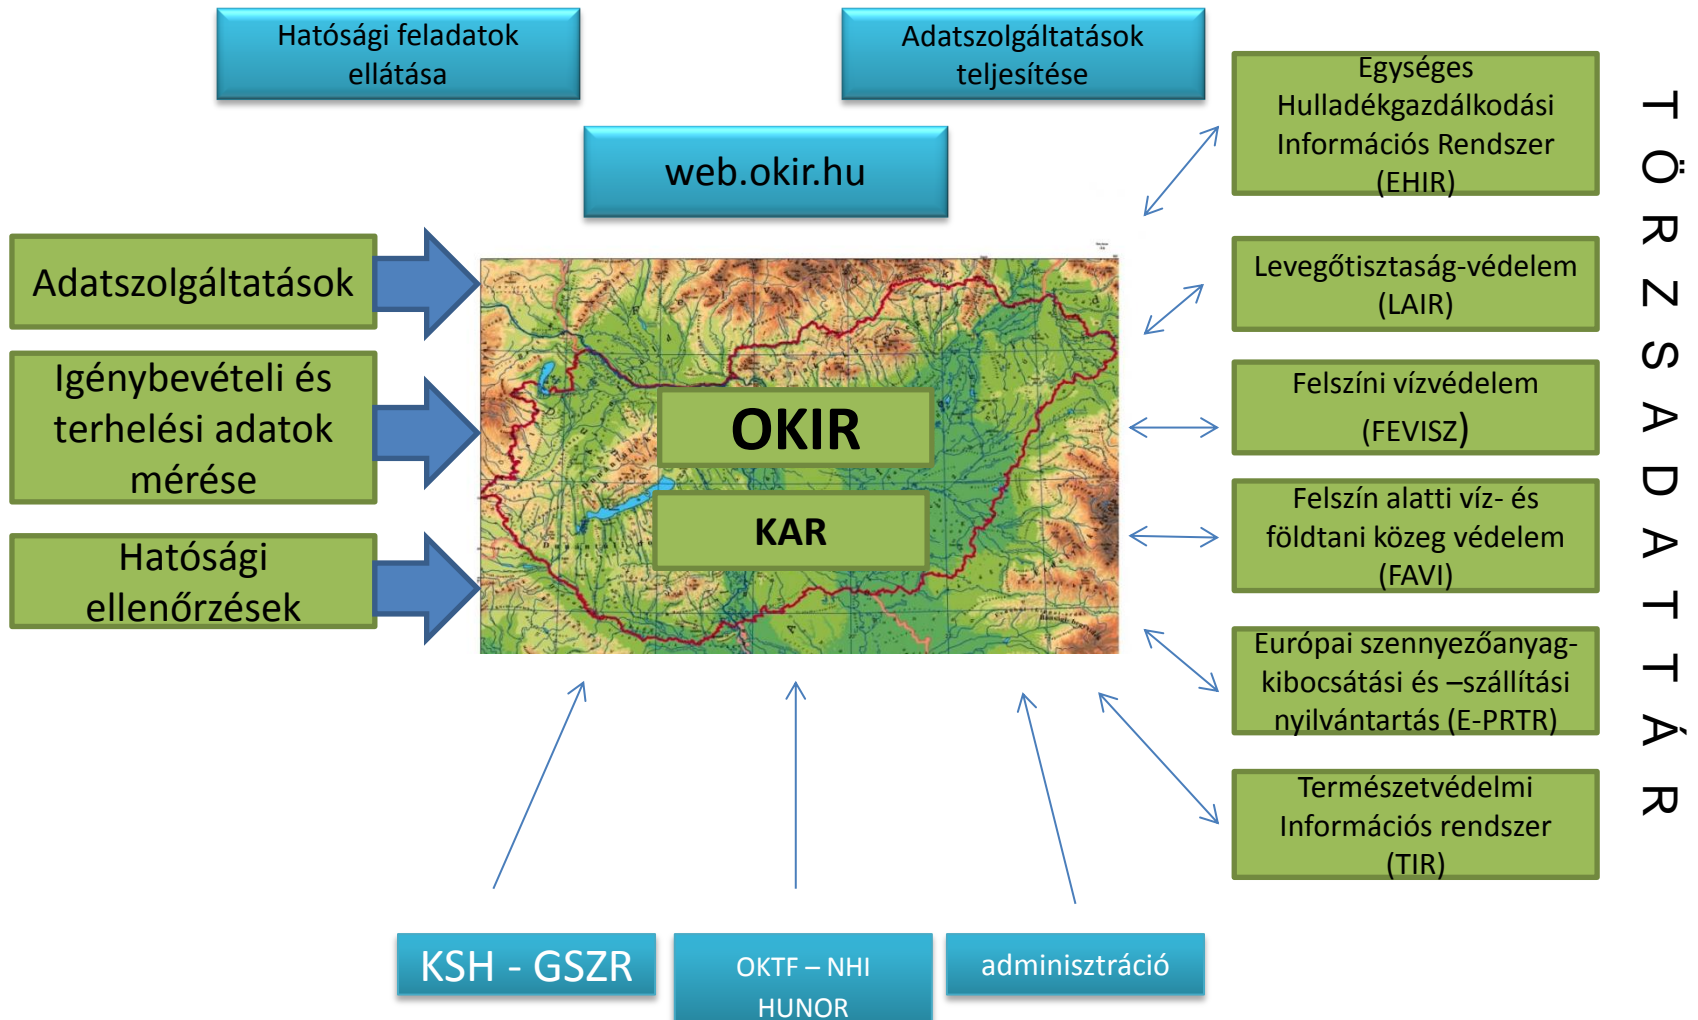 Hatósági feladatok
ellátása
Adatszolgáltatások
teljesítése
web.okir.hu
Adatszolgáltatások
Igénybevételi és
terhelési adatok
mérése
Hatósági
ellenőrzések
OKIR
KAR
Egységes
Hulladékgazdálkodási
Információs Rendszer
(EHIR)
Levegőtisztaság-védelem
(LAIR)
Felszíni vízvédelem
(FEVISZ)
Felszín alatti víz- és
földtani közeg védelem
(FAVI)
Európai szennyezőanyag-
kibocsátási és –szállítási
nyilvántartás (E-PRTR)
Természetvédelmi
Információs rendszer
(TIR)
TÖRZSADATTÁR
KSH - GSZR
OKTF – NHI
HUNOR
adminisztráció